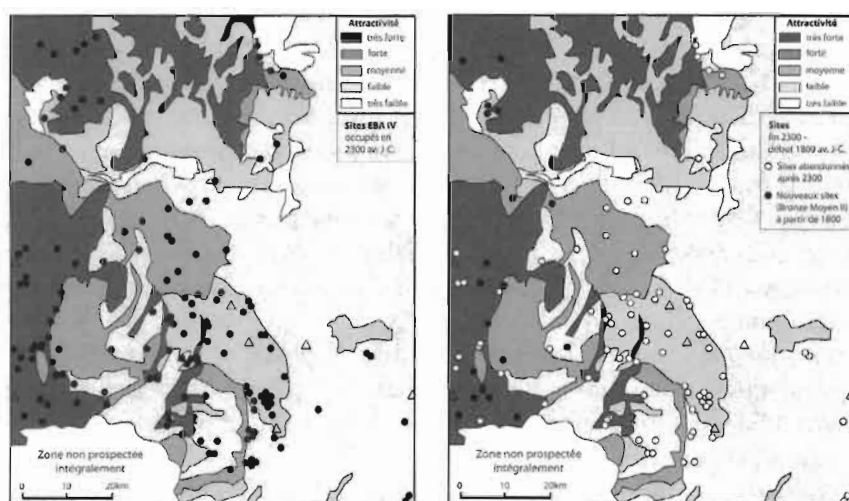 Attractivité
très forte
forte
moyenne
faible
très faible
Sites EBA IV
occupés en
2300 av. J-C.
Zone non prospectée
intégralement
0 10 20km
Attractivité
très forte
forte
moyenne
faible
très faible
Sites
fin 2300 -
début 1800 av. J-C.
Sites abandonnés
après 2300
Nouveaux sites
(Bronze Moyen II)
à partir de 1800
Zone non prospectée
intégralement
0 10 20km